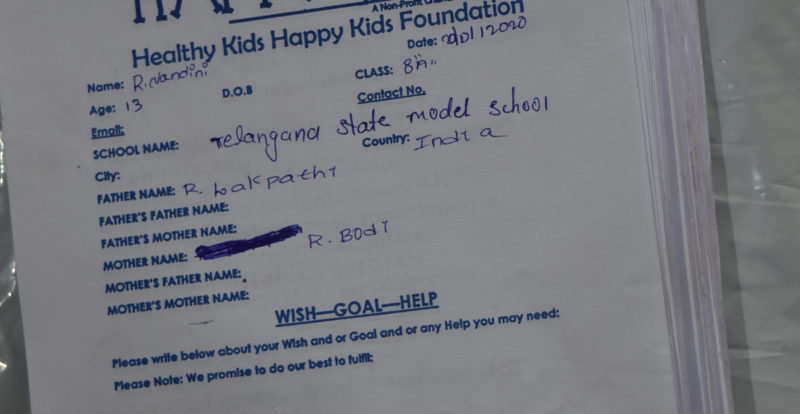 A Non-Profit
Healthy Kids Happy Kids Foundation
Date:
Name: R.Nandini
CLASS: 8th A
Age: 13 D.O.B Contact No.
Email:
SCHOOL NAME: Telangana state model school
City: Country: India
FATHER NAME: R. Lakpathi
FATHER'S FATHER NAME:
FATHER'S MOTHER NAME:
MOTHER NAME: R. BOdI
MOTHER'S FATHER NAME:
MOTHER'S MOTHER NAME:
WISH—GOAL—HELP
Please write below about your Wish and or Goal and or any Help you may need:
Please Note: We promise to do our best to fulfil: